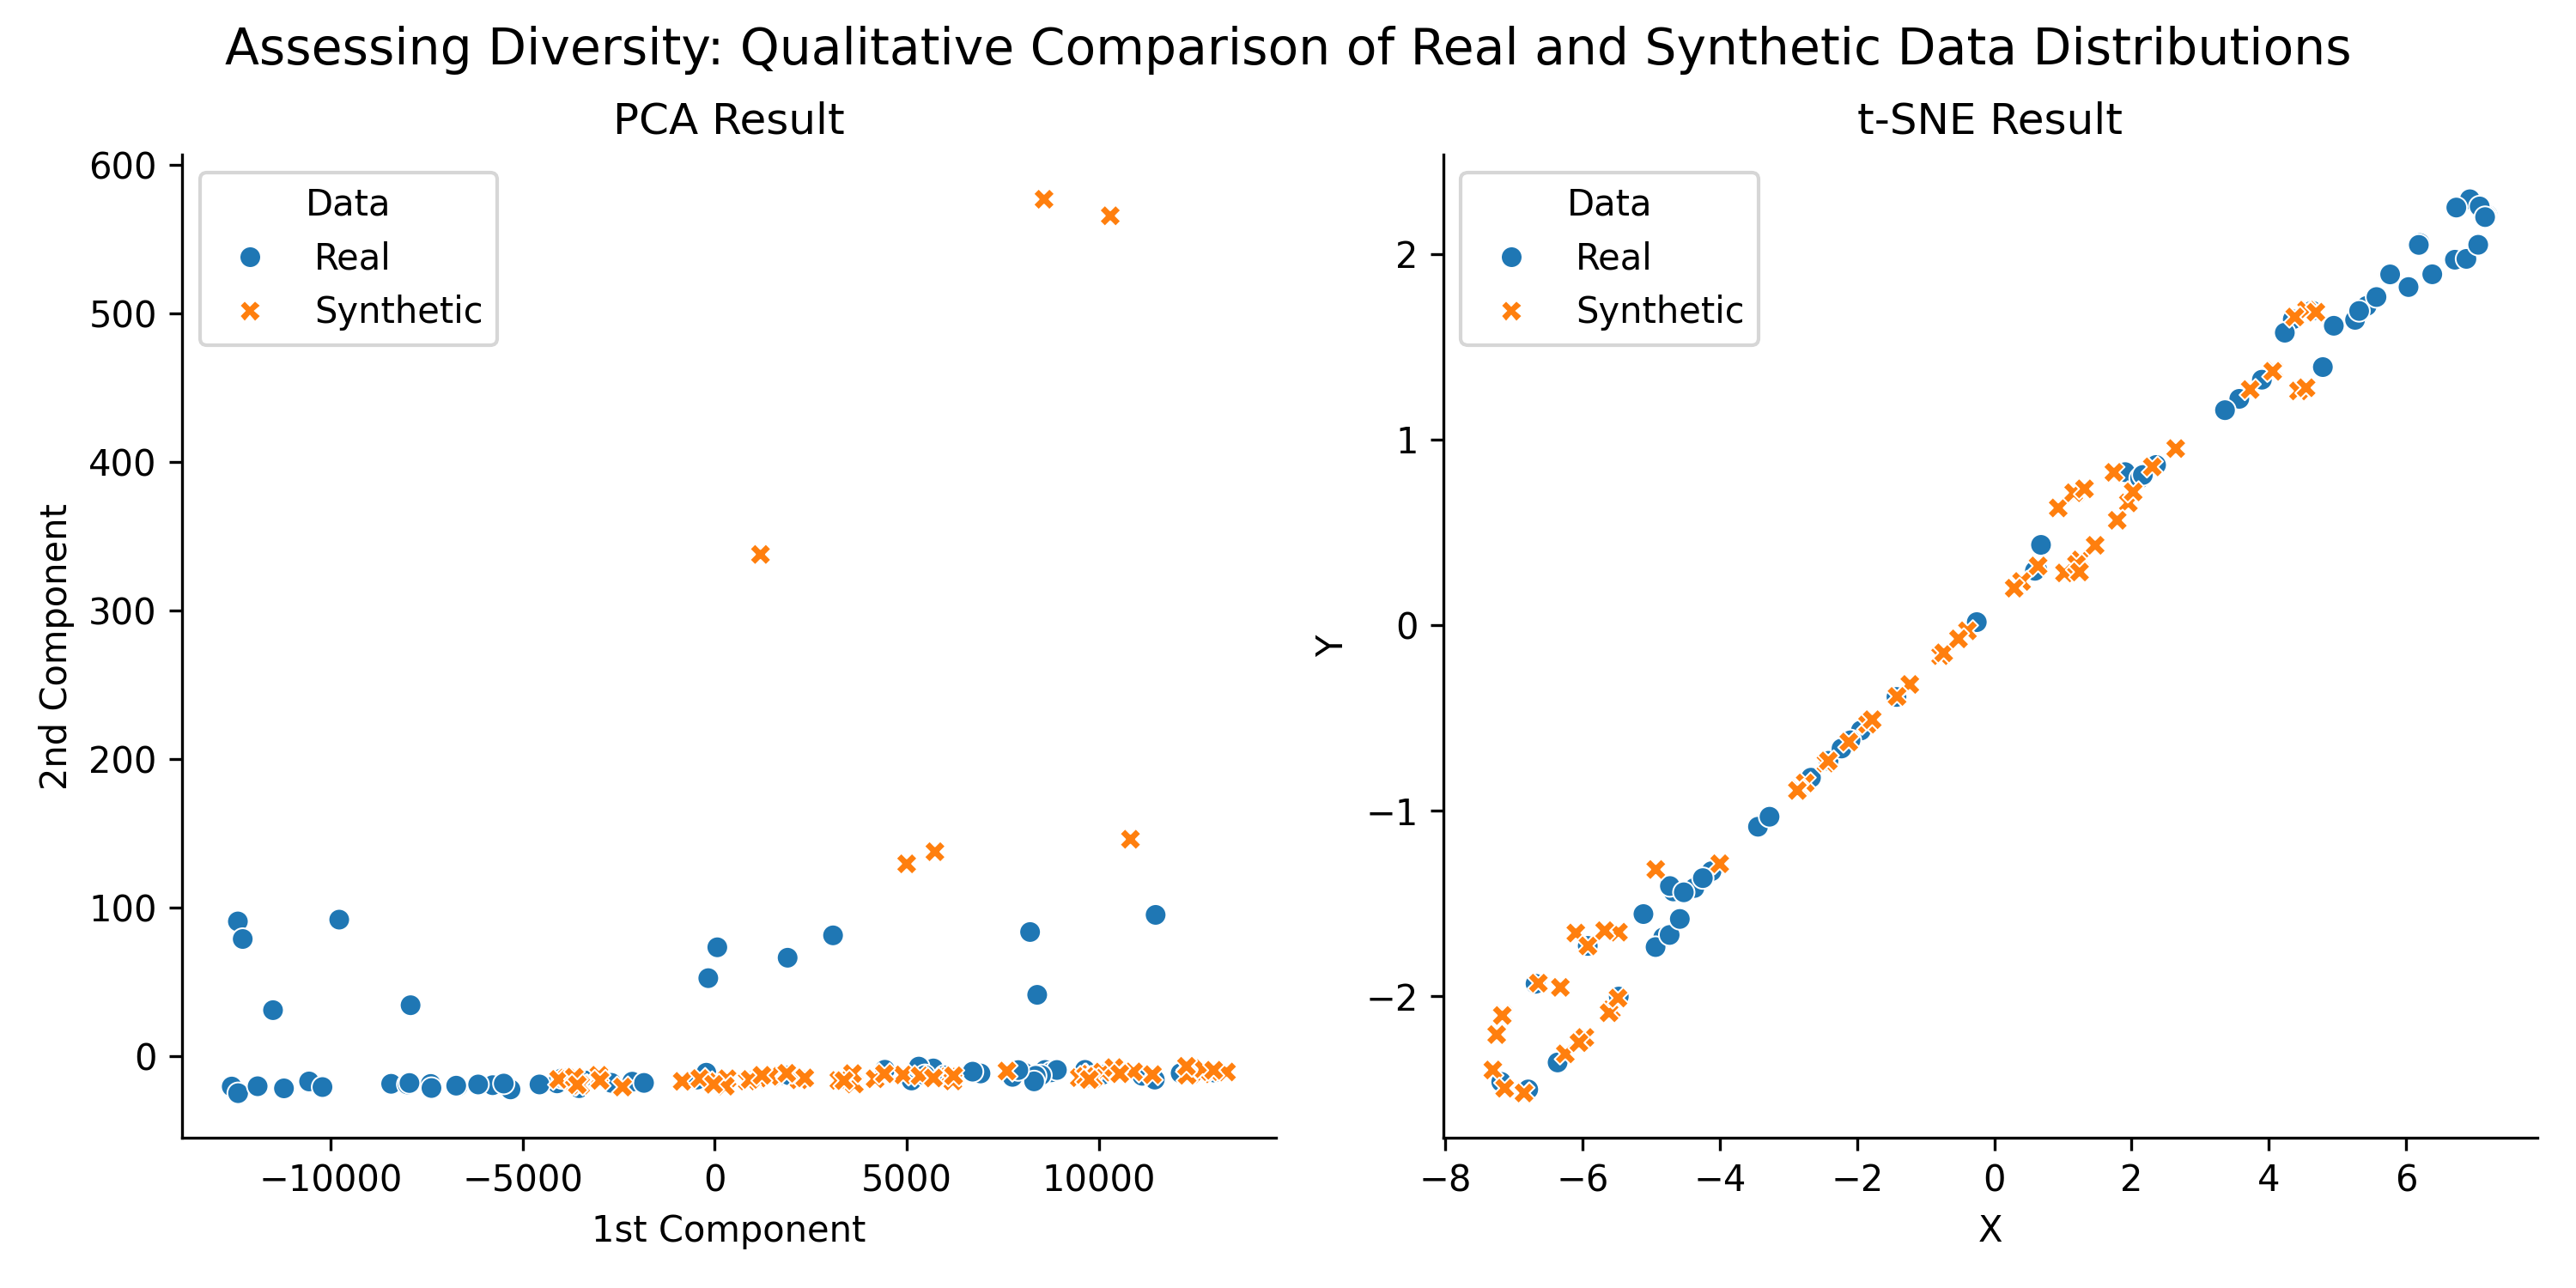 Assessing Diversity: Qualitative Comparison of Real and Synthetic Data Distributions
PCA Result
600
500
400
300
200
100
0
2nd Component
Data
Real
Synthetic
−10000 −5000 0 5000 10000
1st Component
t-SNE Result
2
1
0
−1
−2
Y
Data
Real
Synthetic
−8 −6 −4 −2 0 2 4 6
X